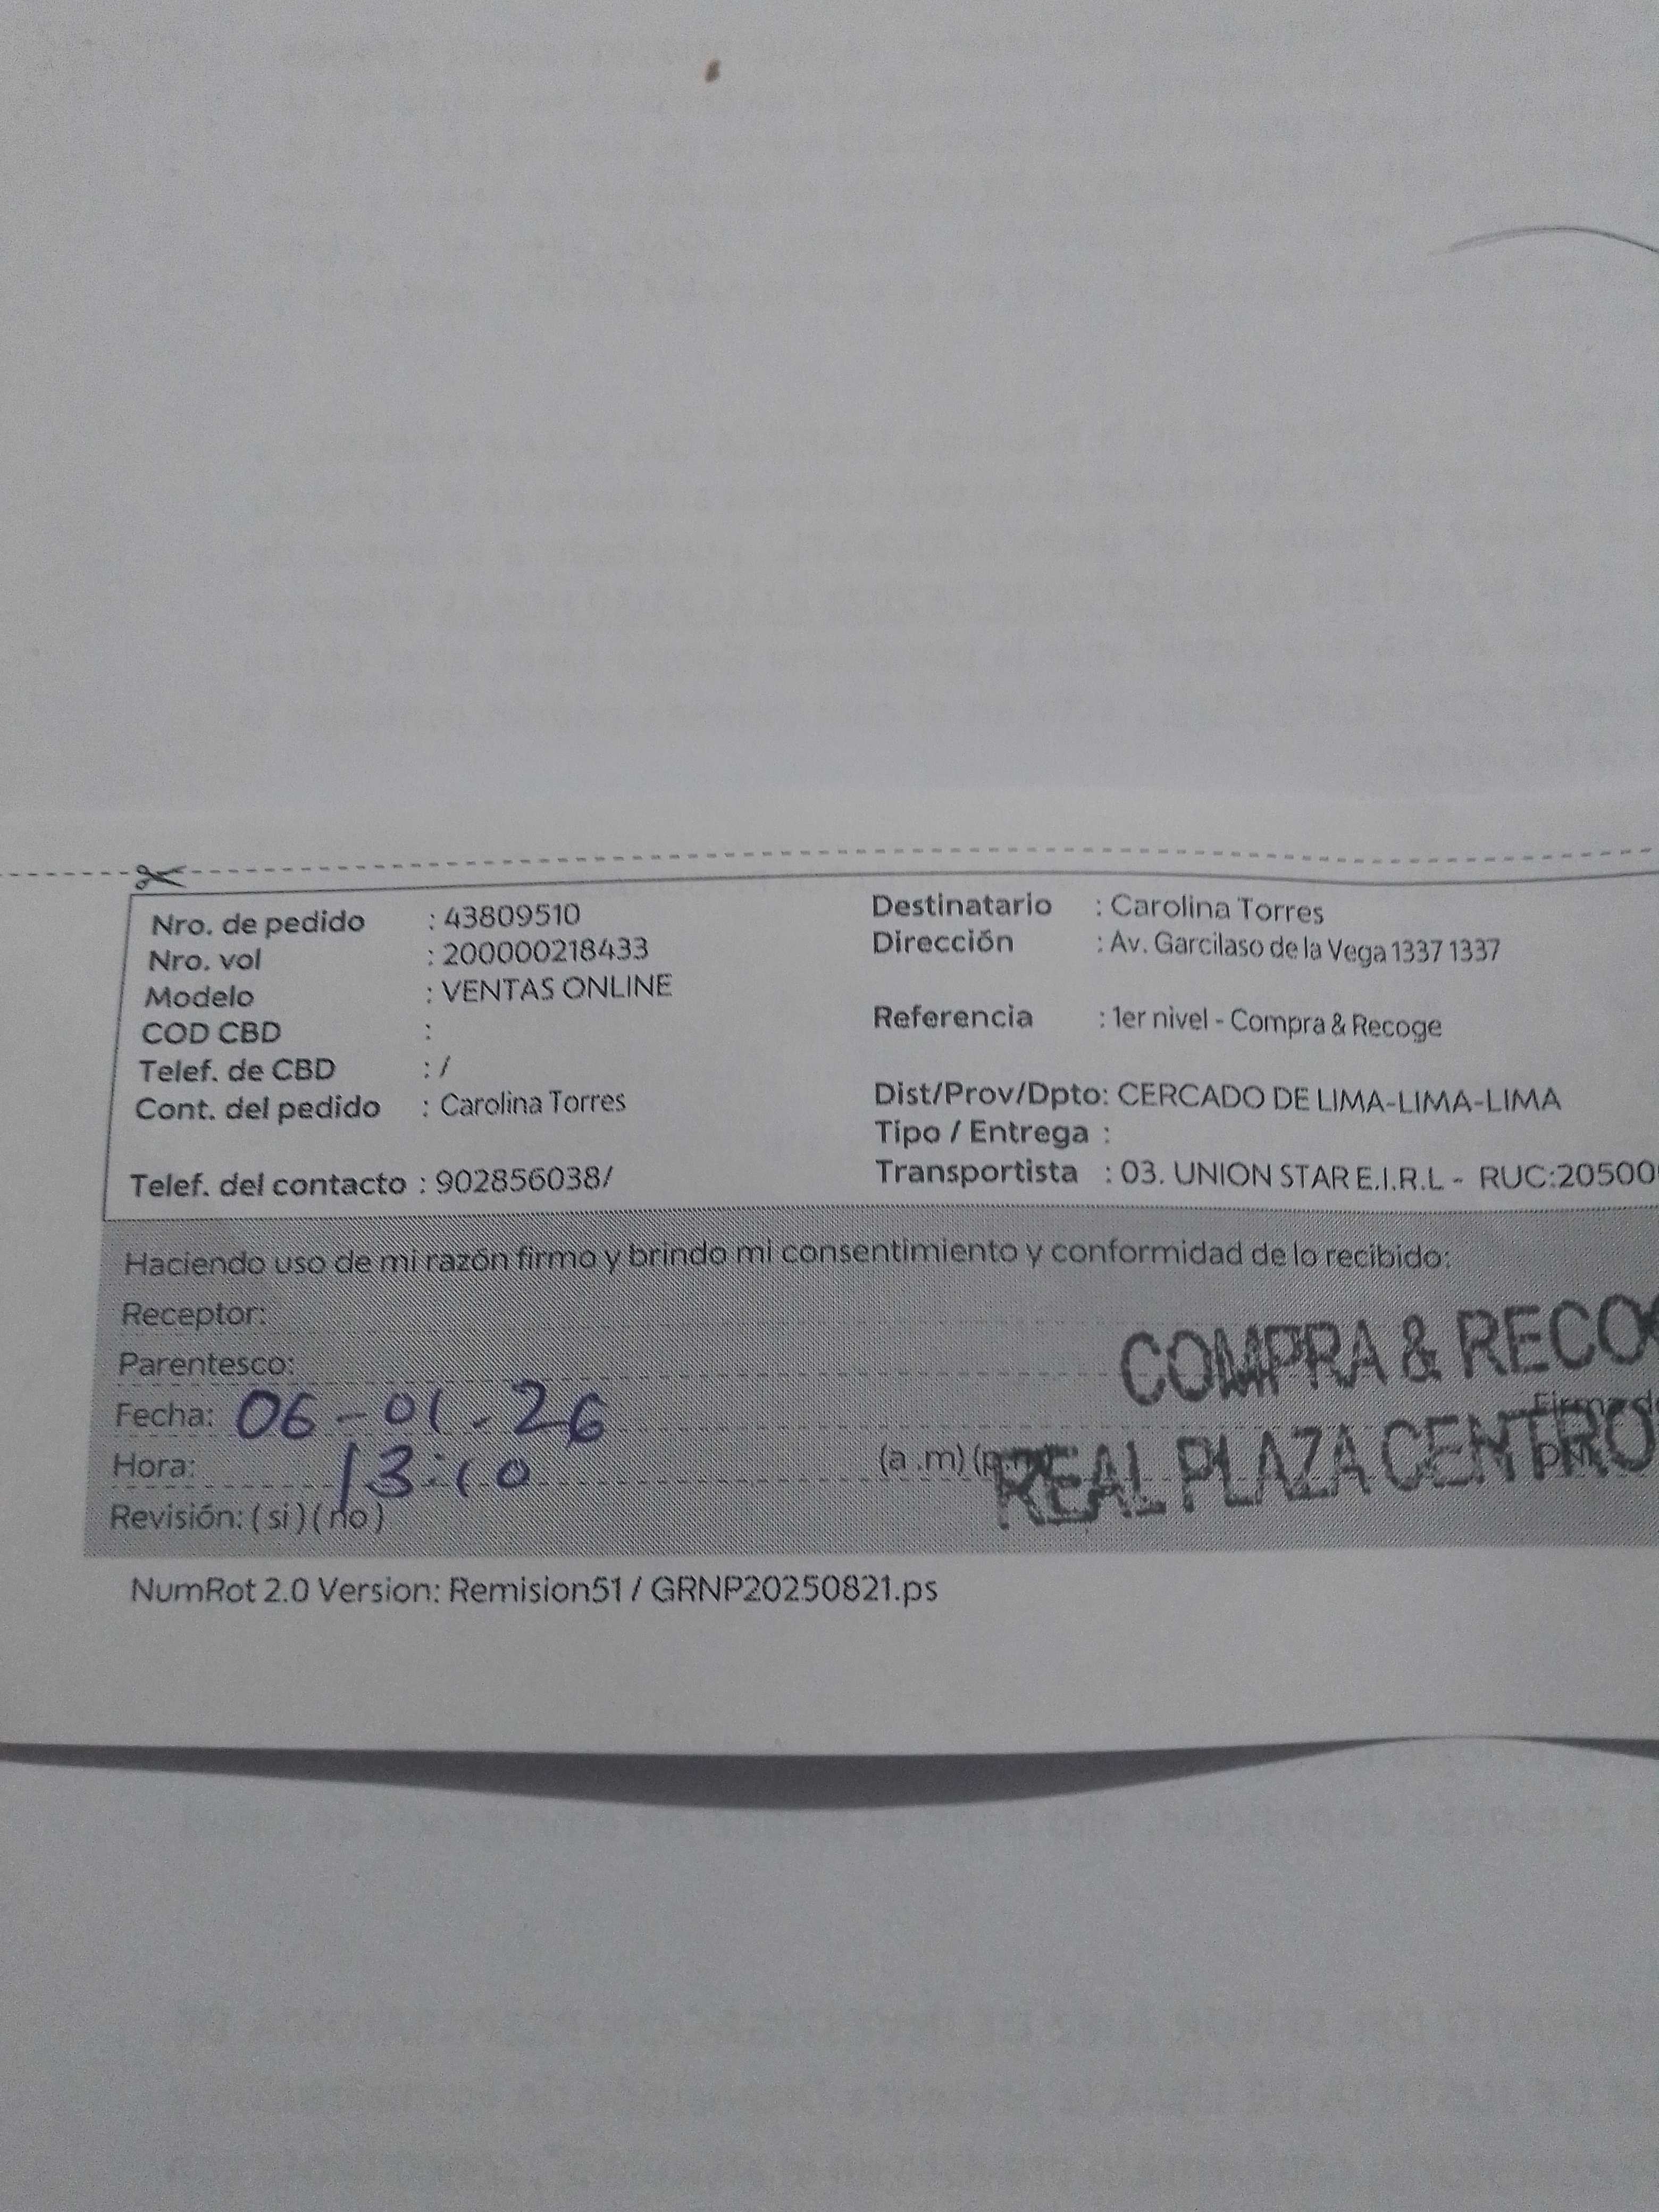 Nro. de pedido : 43809510
Nro. vol : 200000218433
Modelo : VENTAS ONLINE
COD CBD :
Telef. de CBD : /
Cont. del pedido : Carolina Torres
Telef. del contacto : 902856038/
Destinatario : Carolina Torres
Dirección : Av. Garcilaso de la Vega 1337 1337
Referencia : 1er nivel - Compra & Recoge
Dist/Prov/Dpto: CERCADO DE LIMA-LIMA-LIMA
Tipo / Entrega :
Transportista : 03. UNION STAR E.I.R.L - RUC:20500
Haciendo uso de mi razón firmo y brindo mi consentimiento y conformidad de lo recibido:
Receptor:
Parentesco:
Fecha: 06-01-26
Hora: 13:10 (a.m)
Revisión: (si) (no)
COMPRA & RECO
REAL PLAZA CENTRO
NumRot 2.0 Version: Remision51 / GRNP20250821.ps